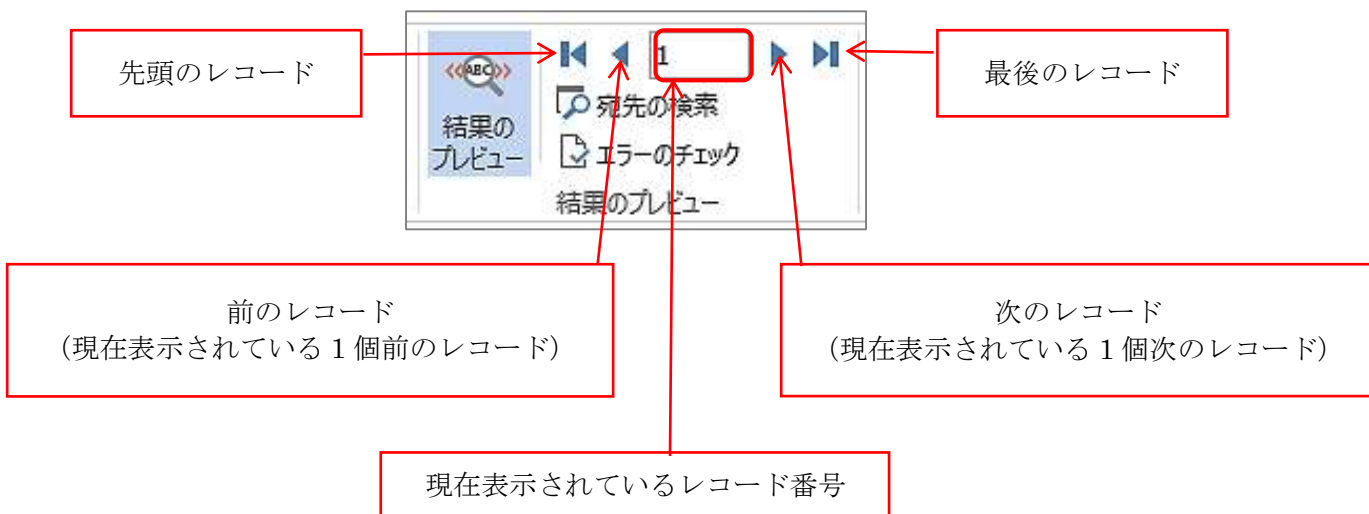 先頭のレコード
1
最後のレコード
<<ABC>>
結果の
プレビュー
宛先の検索
エラーのチェック
結果のプレビュー
前のレコード
（現在表示されている１個前のレコード）
次のレコード
（現在表示されている１個次のレコード）
現在表示されているレコード番号